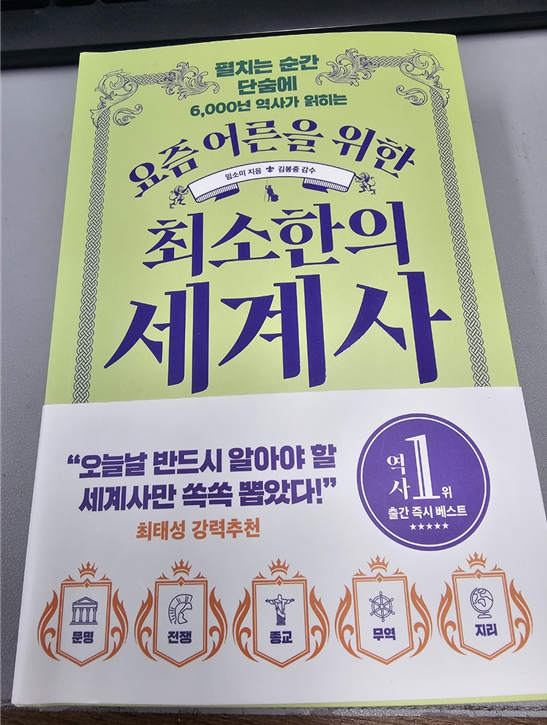 펼치는 순간
단숨에
6,000년 역사가 읽히는
요즘 어른을 위한
임소미 지음 김봉중 감수
최소한의
세계사
“오늘날 반드시 알아야 할
세계사만 쏙쏙 뽑았다!”
최태성 강력추천
역사 1위
출간 즉시 베스트
★★★★★
문명
전쟁
종교
무역
지리